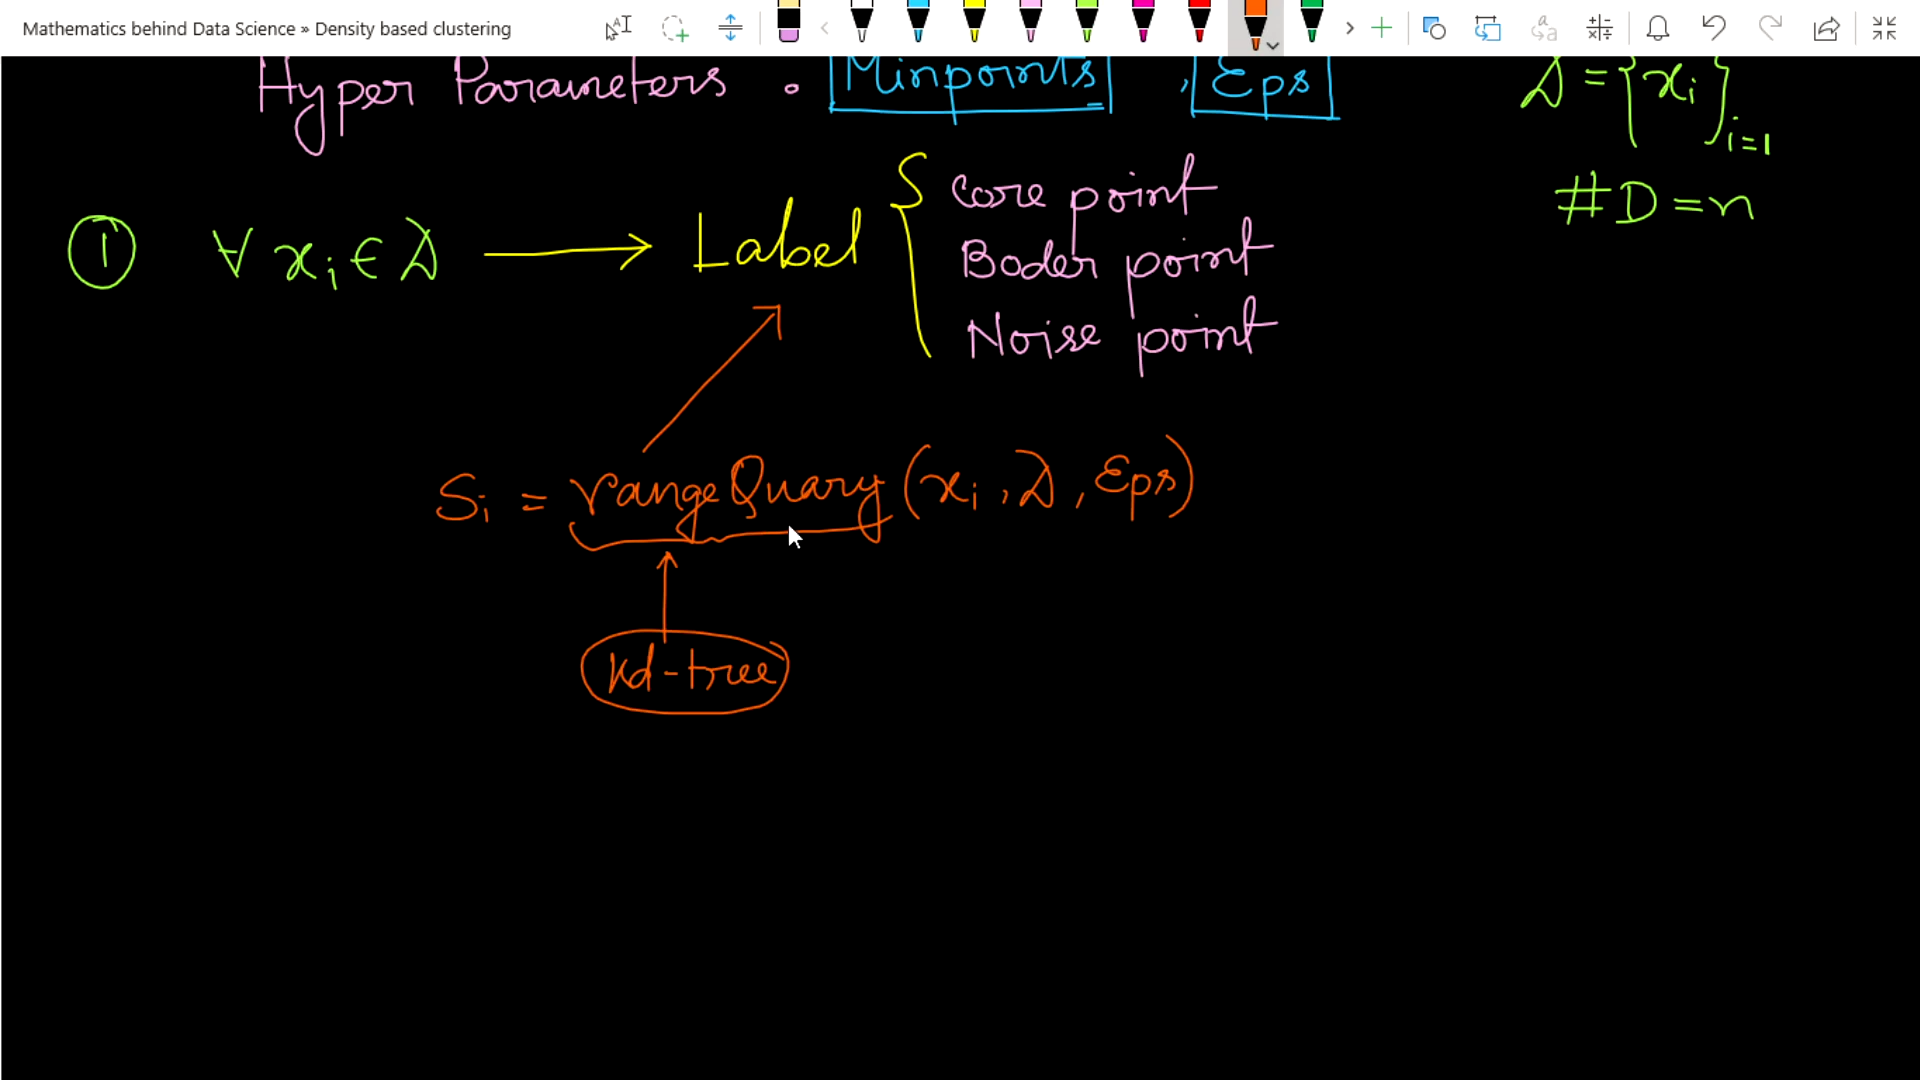 Mathematics behind Data Science » Density based clustering
Hyper Parameters . Minpoints , Eps
D = {xi}i=1
#D = n
① ∀ xi ∈ D → Label { Core point
Boder point
Noise point
Si = rangeQuary (xi, D, Eps)
kd-tree